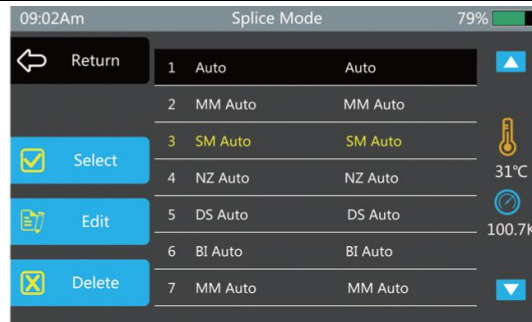 09:02Am Splice Mode 79%
Return
1 Auto Auto
2 MM Auto MM Auto
3 SM Auto SM Auto
Select
31℃
4 NZ Auto NZ Auto
Edit
5 DS Auto DS Auto
100.7K
6 BI Auto BI Auto
Delete
7 MM Auto MM Auto